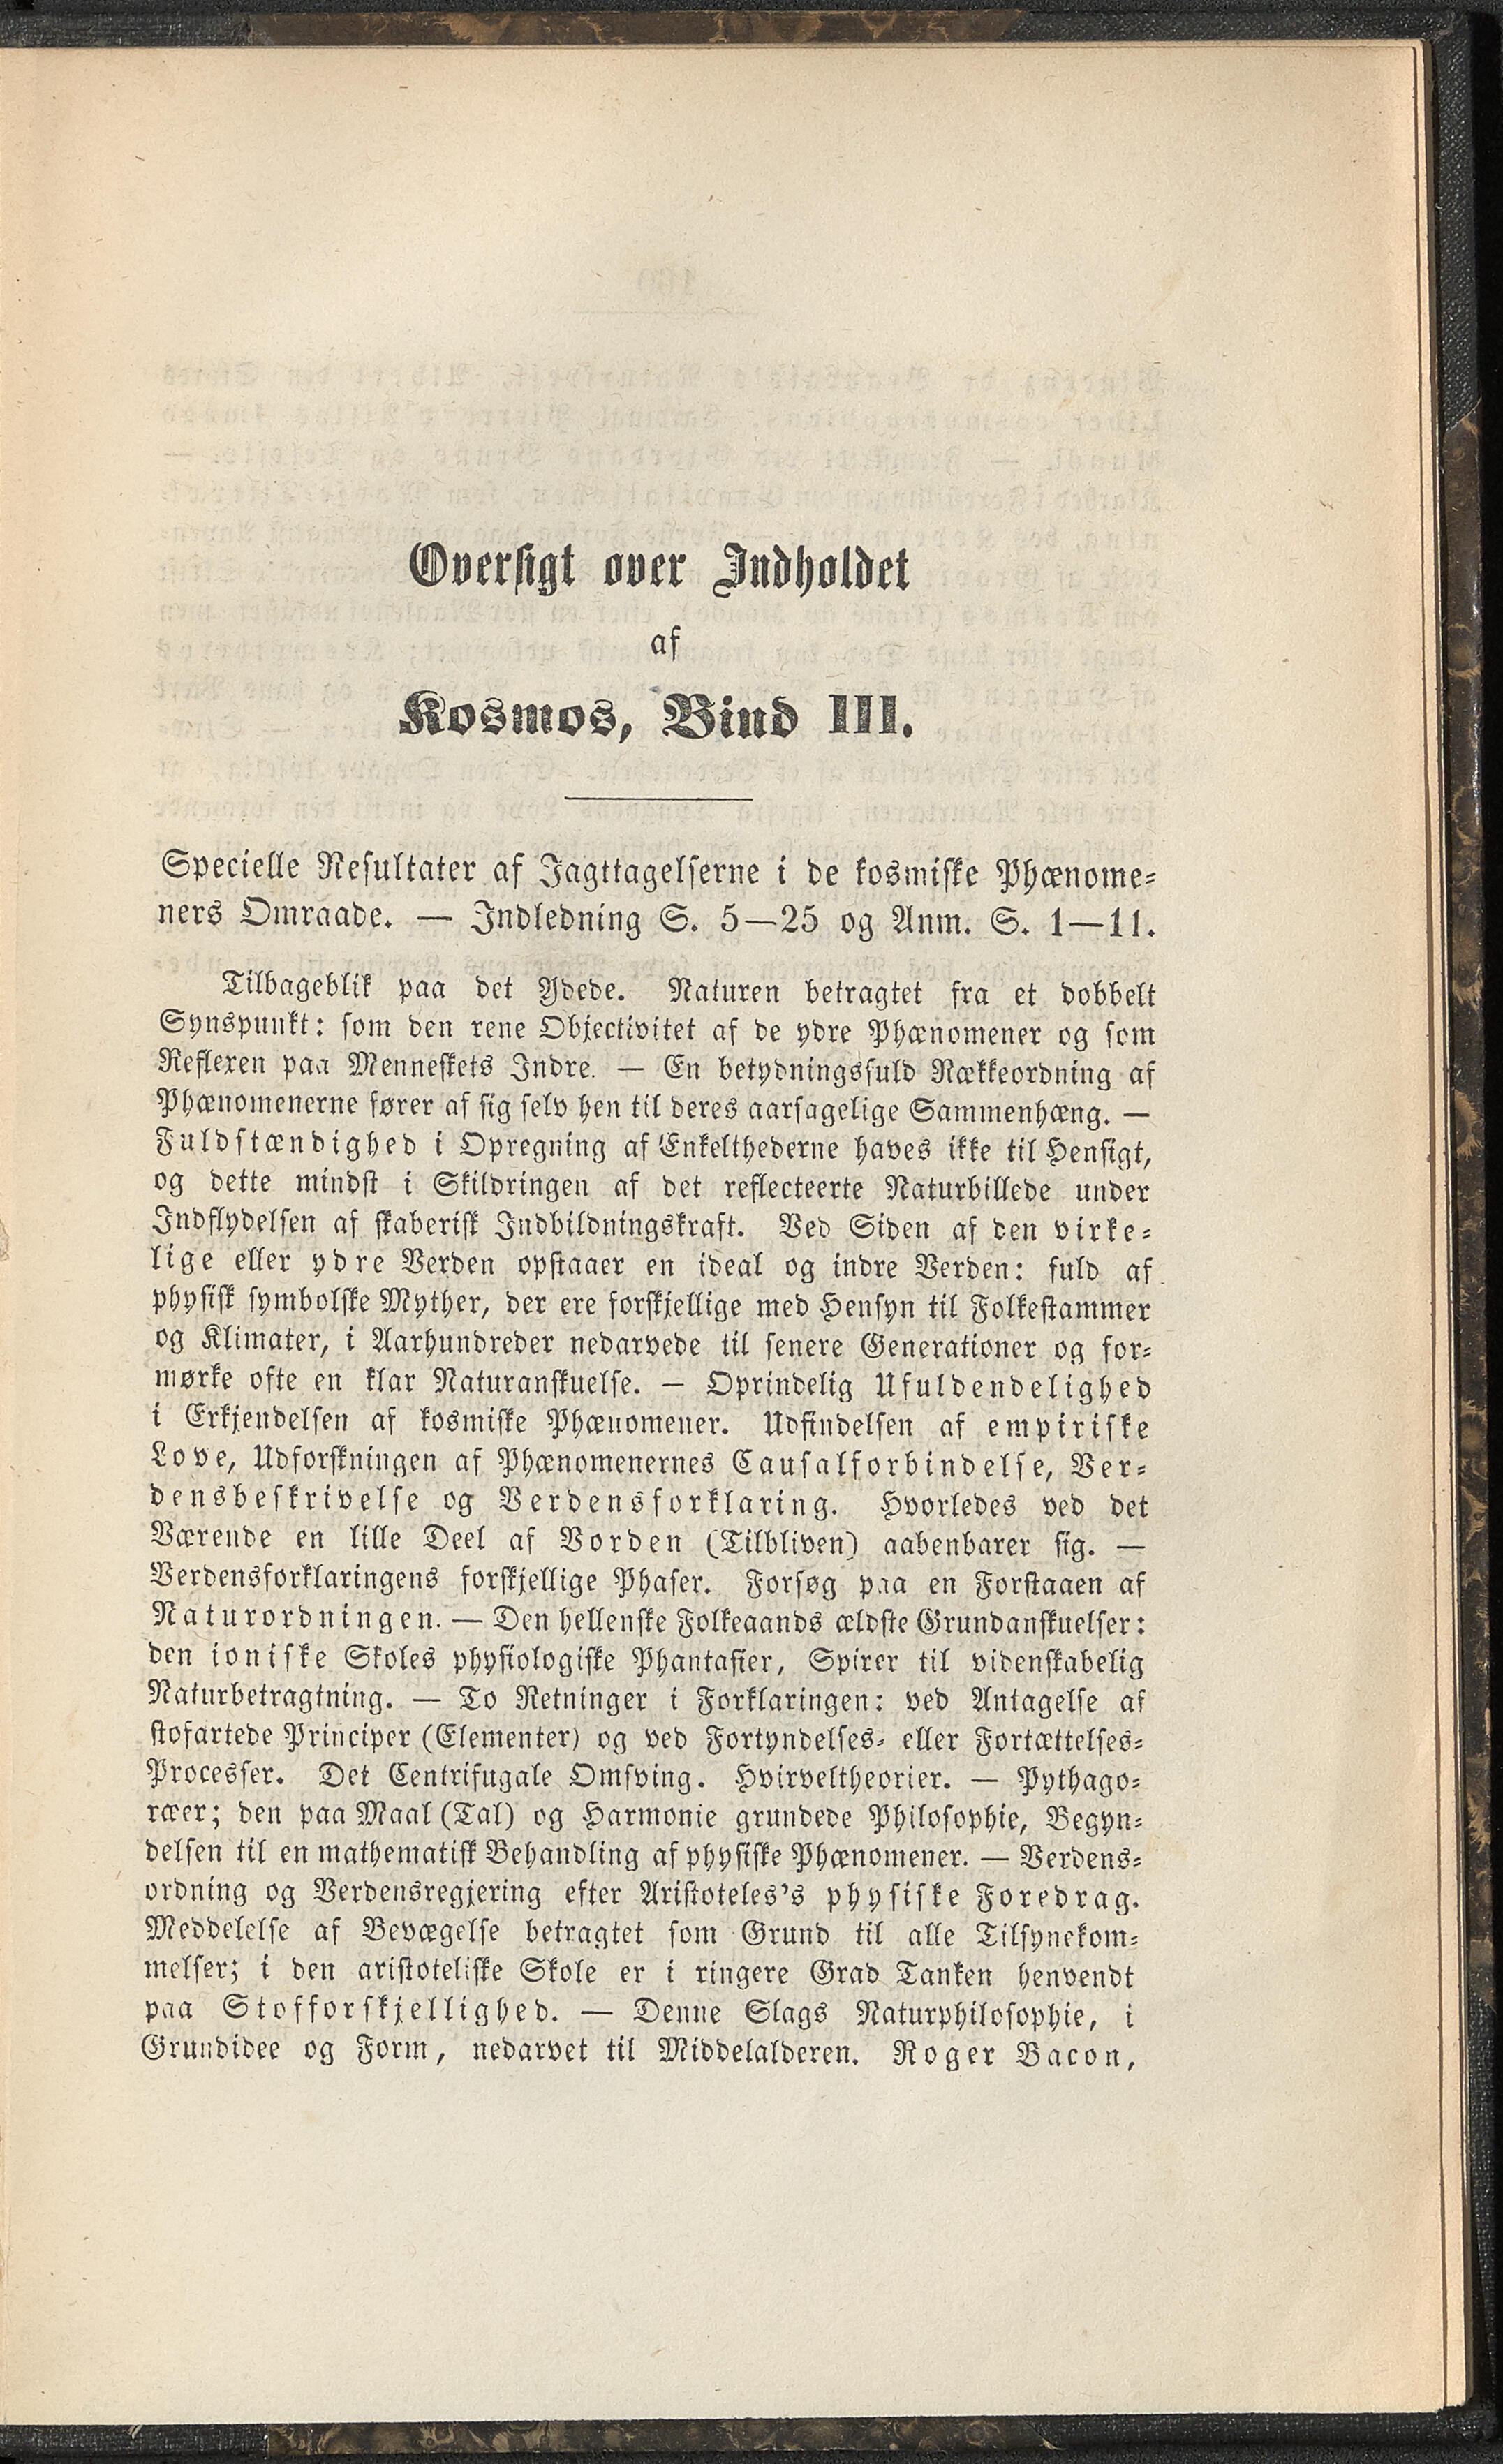 Oversigt over Indholdet
af
Kosmos, Bind III.
Specielle Resultater af Jagttagelserne i de kosmiske Phænome-
ners Omraade. — Indledning S. 5—25 og Anm. S. 1—11.
Tilbageblik paa det Ydede. Naturen betragtet fra et dobbelt
Synspunkt: som den rene Objectivitet af de ydre Phænomener og som
Reflexen paa Menneskets Indre. — En betydningsfuld Rækkeordning af
Phænomenerne fører af sig selv hen til deres aarsagelige Sammenhæng. —
Fuldstændighed i Opregning af Enkelthederne haves ikke til Hensigt,
og dette mindst i Skildringen af det reflecteerte Naturbillede under
Indflydelsen af skaberisk Indbildningskraft. Ved Siden af den virke-
lige eller ydre Verden opstaaer en ideal og indre Verden: fuld af
physisk symbolske Myther, der ere forskjellige med Hensyn til Folkestammer
og Klimater, i Aarhundreder nedarvede til senere Generationer og for-
mørke ofte en klar Naturanskuelse. — Oprindelig Ufuldendelighed
i Erkjendelsen af kosmiske Phænomener. Udfindelsen af empiriske
Love, Udforskningen af Phænomenernes Causalforbindelse, Ver-
densbeskrivelse og Verdensforklaring. Hvorledes ved det
Værende en lille Deel af Vorden (Tilbliven) aabenbarer sig. —
Verdensforklaringens forskjellige Phaser. Forsøg paa en Forstaaen af
Naturordningen. — Den hellenske Folkeaands ældste Grundanskuelser:
den ioniske Skoles physiologiske Phantasier, Spirer til videnskabelig
Naturbetragtning. — To Retninger i Forklaringen: ved Antagelse af
stofartede Principer (Elementer) og ved Fortyndelses- eller Fortættelses-
Processer. Det Centrifugale Omsving. Hvirveltheorier. — Pythago-
ræer; den paa Maal (Tal) og Harmonie grundede Philosophie, Begyn-
delsen til en mathematisk Behandling af physiske Phænomener. — Verdens-
ordning og Verdensregjering efter Aristoteles's physiske Foredrag.
Meddelelse af Bevægelse betragtet som Grund til alle Tilsynekom-
melser; i den aristoteliske Skole er i ringere Grad Tanken henvendt
paa Stofforskjellighed. — Denne Slags Naturphilosophie, i
Grundidee og Form, nedarvet til Middelalderen. Roger Bacon,